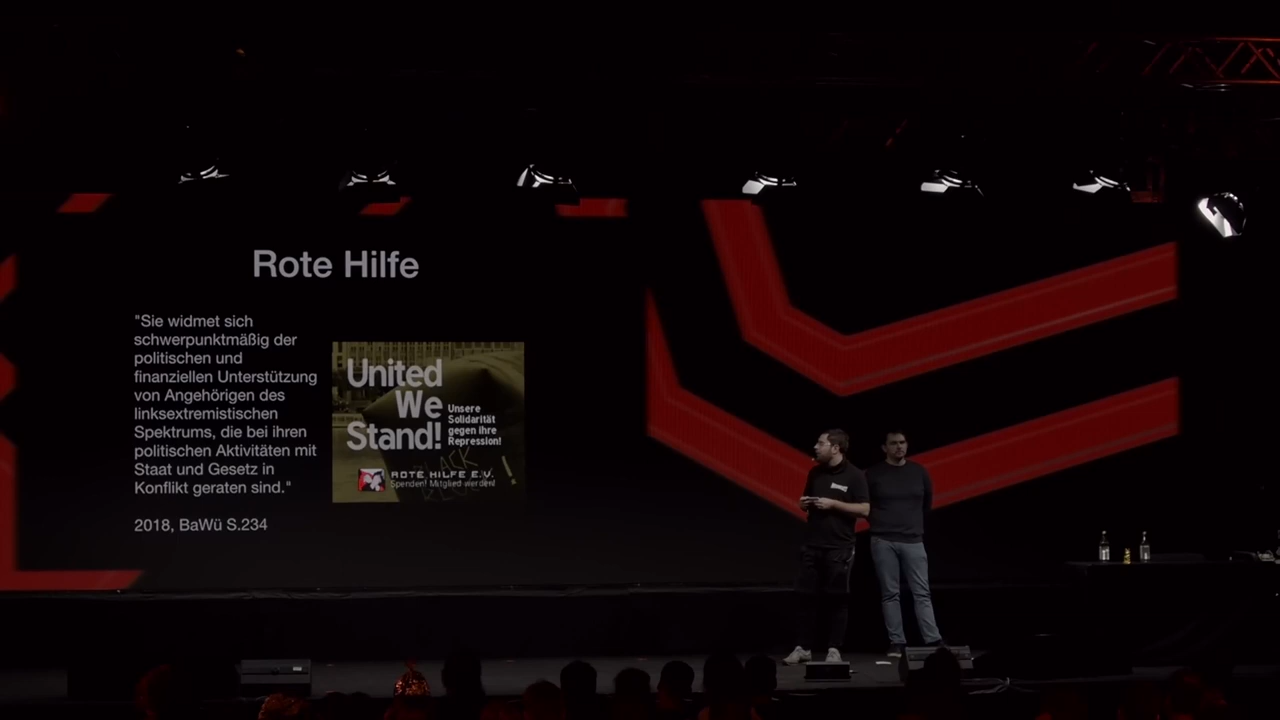 Rote Hilfe
"Sie widmet sich
schwerpunktmäßig der
politischen und
finanziellen Unterstützung
von Angehörigen des
linksextremistischen
Spektrums, die bei ihren
politischen Aktivitäten mit
Staat und Gesetz in
Konflikt geraten sind."
2018, BaWü S.234
United
We
Stand!
Unsere
Solidarität
gegen ihre
Repression!
ROTE HILFE E.V.
Spenden! Mitglied werden!